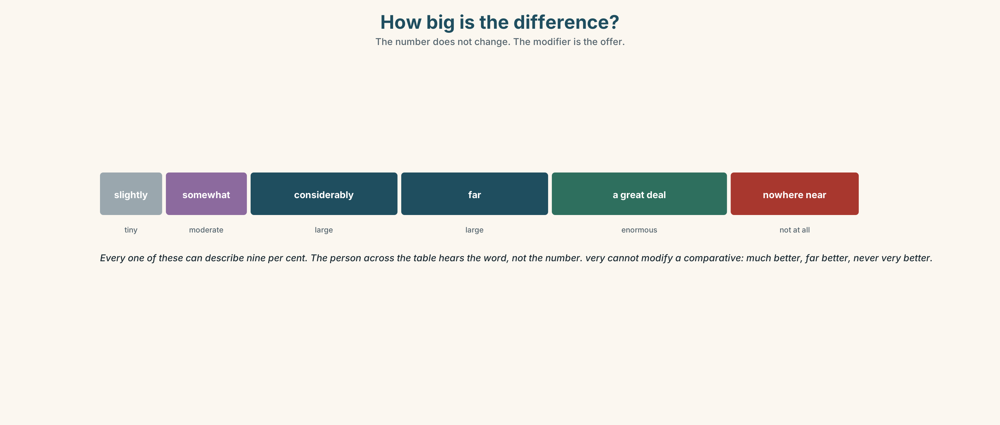 How big is the difference?
The number does not change. The modifier is the offer.
slightly somewhat considerably far a great deal nowhere near
tiny moderate large large enormous not at all
Every one of these can describe nine per cent. The person across the table hears the word, not the number. very cannot modify a comparative: much better, far better, never very better.